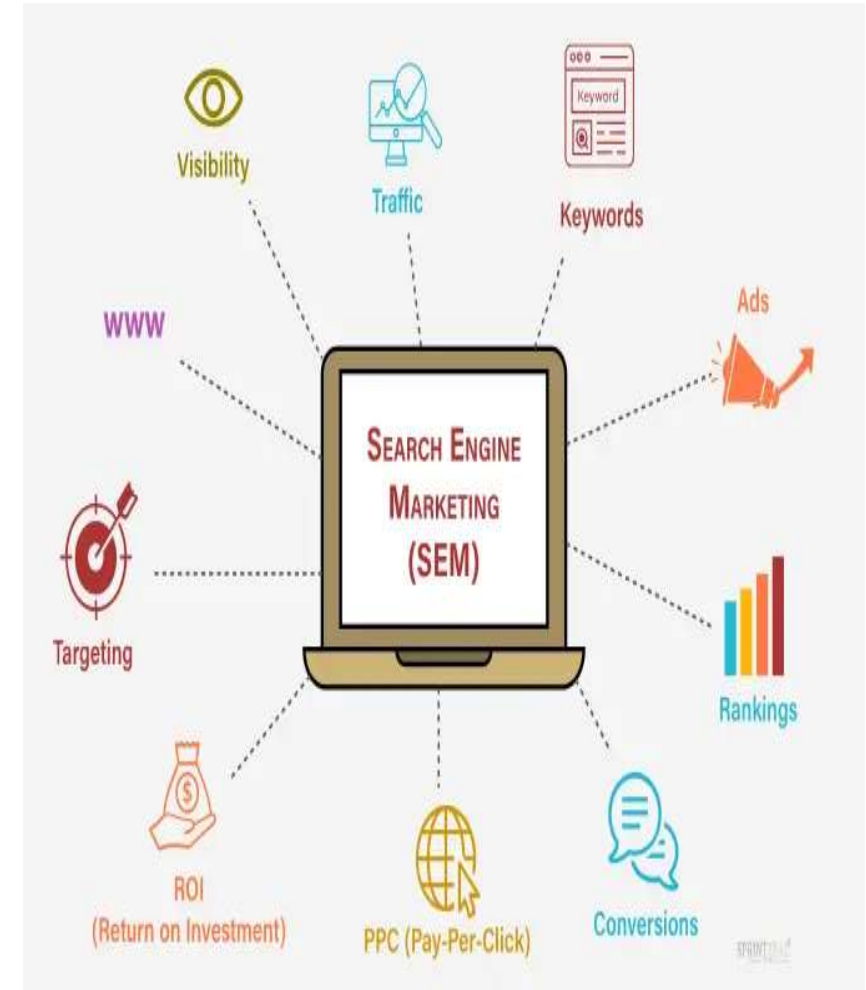 Visibility
Traffic
Keyword
Keywords
WWW
Ads
SEARCH ENGINE
MARKETING
(SEM)
Targeting
Rankings
ROI
(Return on Investment)
PPC (Pay-Per-Click)
Conversions